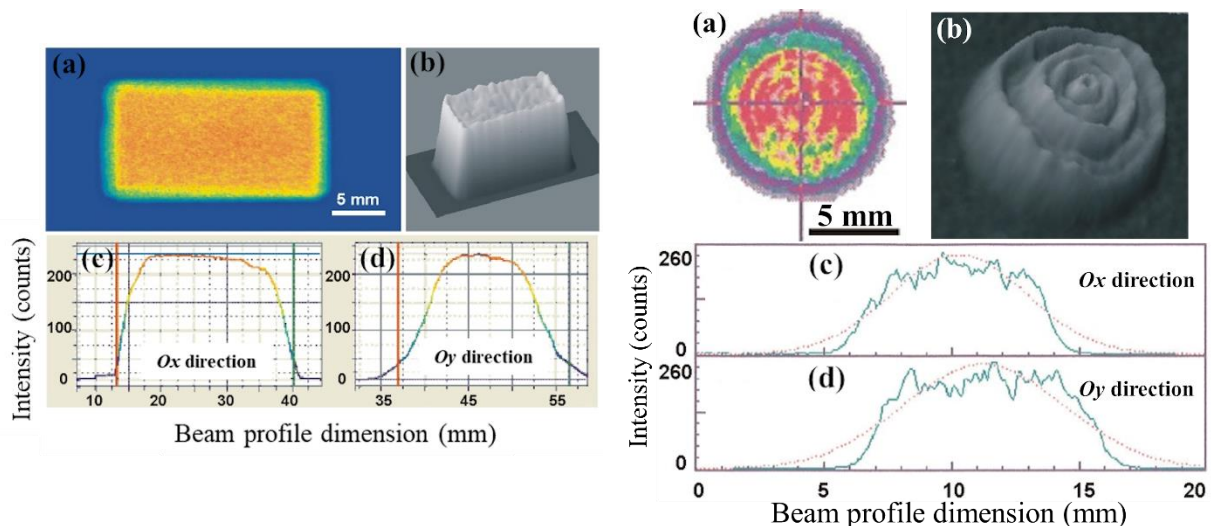 (a)
(b)
5 mm
(c)
(d)
200
100
0
Ox direction
Oy direction
10 20 30 40
35 45 55
Intensity (counts)
Beam profile dimension (mm)
(a)
(b)
5 mm
260
(c)
Ox direction
0
260
(d)
Oy direction
0
Intensity (counts)
0 5 10 15 20
Beam profile dimension (mm)